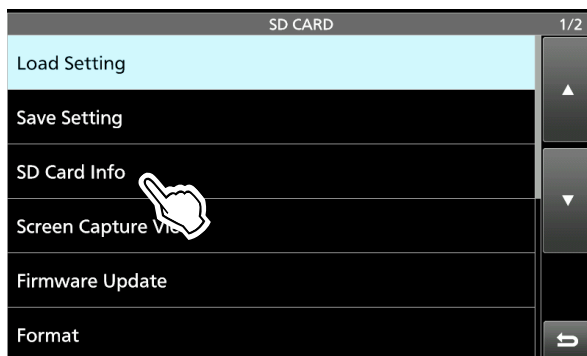 SD CARD
1/2
Load Setting
Save Setting
SD Card Info
Screen Capture
Firmware Update
Format